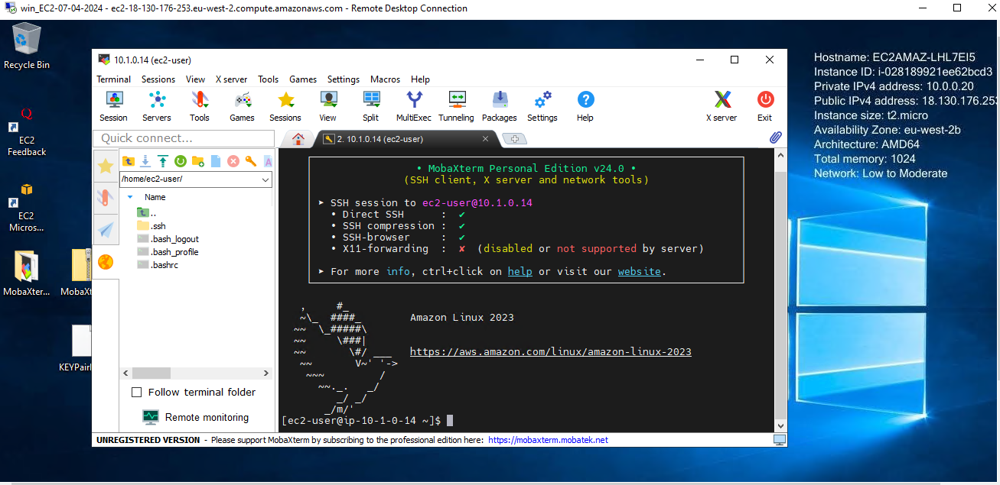 win_EC2-07-04-2024 - ec2-18-130-176-253.eu-west-2.compute.amazonaws.com - Remote Desktop Connection
Recycle Bin
EC2
Feedback
EC2
Micros...
MobaXter...
MobaXt
KEYPairl
Hostname: EC2AMAZ-LHL7EI5
Instance ID: i-028189921ee62bcd3
Private IPv4 address: 10.0.0.20
Public IPv4 address: 18.130.176.253
Instance size: t2.micro
Availability Zone: eu-west-2b
Architecture: AMD64
Total memory: 1024
Network: Low to Moderate
10.1.0.14 (ec2-user)
Terminal Sessions View X server Tools Games Settings Macros Help
Session Servers Tools Games Sessions View Split MultiExec Tunneling Packages Settings Help X server Exit
Quick connect...
2. 10.1.0.14 (ec2-user)
/home/ec2-user/
Name
..
.ssh
.bash_logout
.bash_profile
.bashrc
Follow terminal folder
Remote monitoring
• MobaXterm Personal Edition v24.0 •
(SSH client, X server and network tools)
➤ SSH session to ec2-user@10.1.0.14
• Direct SSH : ✔
• SSH compression : ✔
• SSH-browser : ✔
• X11-forwarding : ✘ (disabled or not supported by server)
➤ For more info, ctrl+click on help or visit our website.
   ,     #_
   ~\_  ####_        Amazon Linux 2023
  ~~  \_#####\
  ~~     \###|
  ~~       \#/ ___   https://aws.amazon.com/linux/amazon-linux-2023
   ~~       V~' '->
    ~~~         /
      ~~._.   _/
         _/ _/
       _/m/'
[ec2-user@ip-10-1-0-14 ~]$
UNREGISTERED VERSION - Please support MobaXterm by subscribing to the professional edition here: https://mobaxterm.mobatek.net